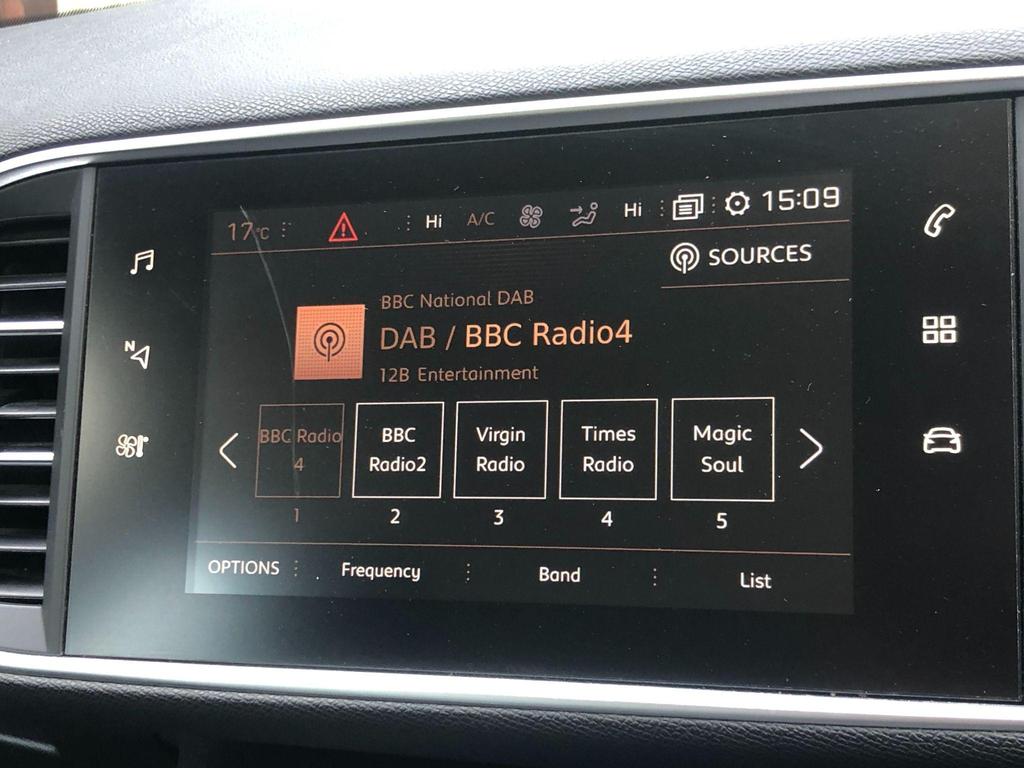 17°C Hi A/C Hi 15:09
SOURCES
BBC National DAB
DAB / BBC Radio4
12B Entertainment
N
BBC Radio
4
BBC
Radio2
Virgin
Radio
Times
Radio
Magic
Soul
1 2 3 4 5
OPTIONS Frequency Band List